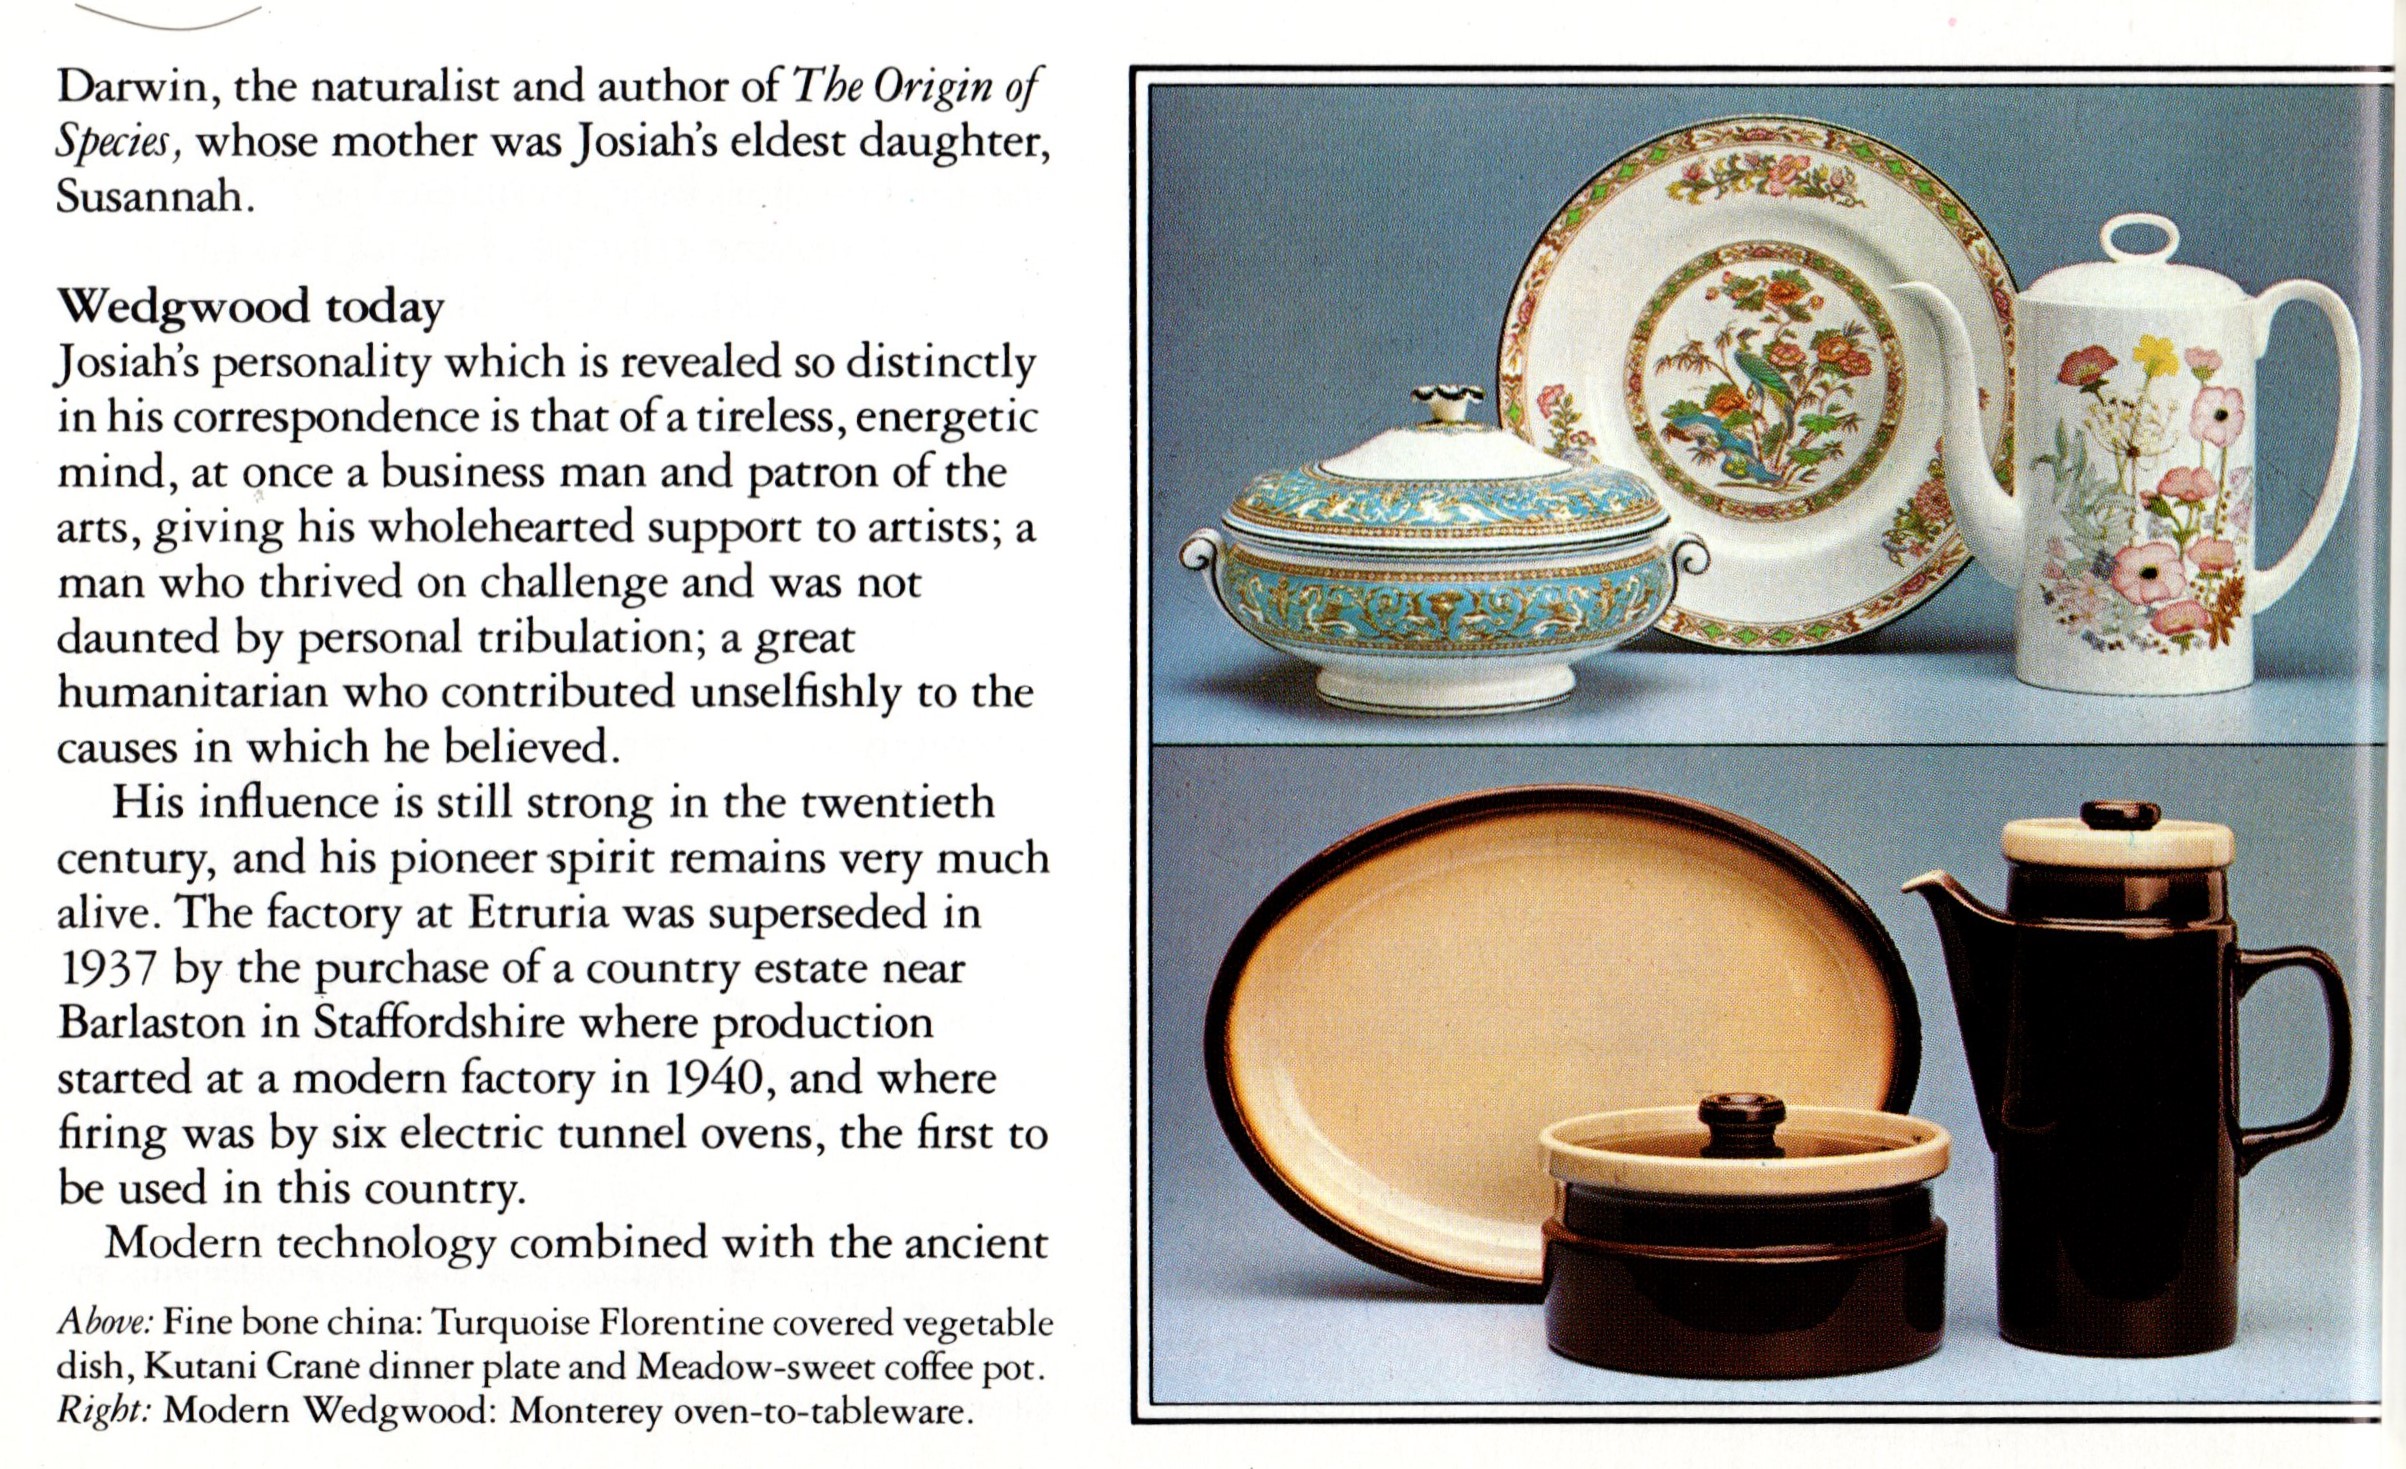 Darwin, the naturalist and author of The Origin of
Species, whose mother was Josiah's eldest daughter,
Susannah.
Wedgwood today
Josiah's personality which is revealed so distinctly
in his correspondence is that of a tireless, energetic
mind, at once a business man and patron of the
arts, giving his wholehearted support to artists; a
man who thrived on challenge and was not
daunted by personal tribulation; a great
humanitarian who contributed unselfishly to the
causes in which he believed.
His influence is still strong in the twentieth
century, and his pioneer spirit remains very much
alive. The factory at Etruria was superseded in
1937 by the purchase of a country estate near
Barlaston in Staffordshire where production
started at a modern factory in 1940, and where
firing was by six electric tunnel ovens, the first to
be used in this country.
Modern technology combined with the ancient
Above: Fine bone china: Turquoise Florentine covered vegetable
dish, Kutani Crane dinner plate and Meadow-sweet coffee pot.
Right: Modern Wedgwood: Monterey oven-to-tableware.